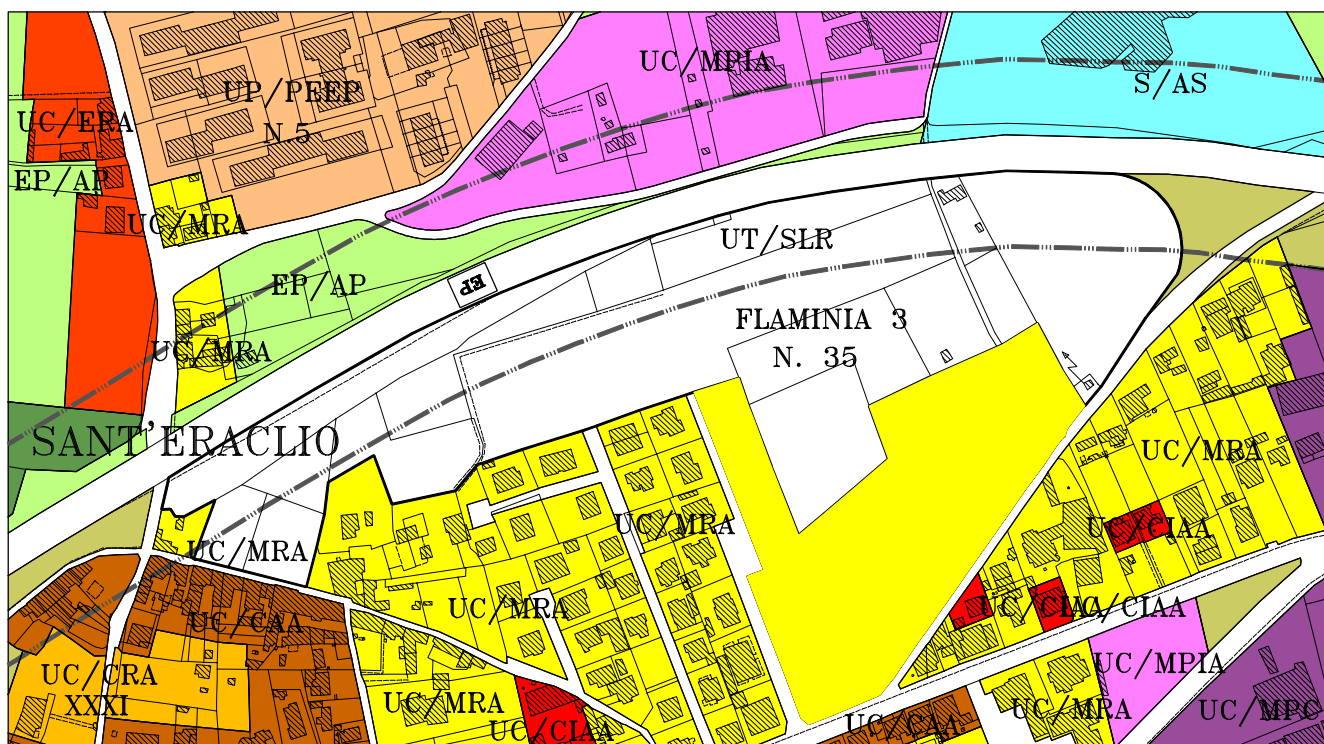 UC/MPIA
S/AS
UP/PEEP
N.5
UC/ERA
EP/AP
UC/MRA
UT/SLR
EP/AP
EP
FLAMINIA 3
N. 35
UC/MRA
SANT'ERACLIO
UC/MRA
UC/MRA
UC/CIAA
UC/MRA
UC/MRA
UC/CIAA
UC/CIAA
UC/CAA
UC/MPIA
UC/CRA
XXXI
UC/MRA
UC/MRA
UC/MPC
UC/CIAA
UC/CAA